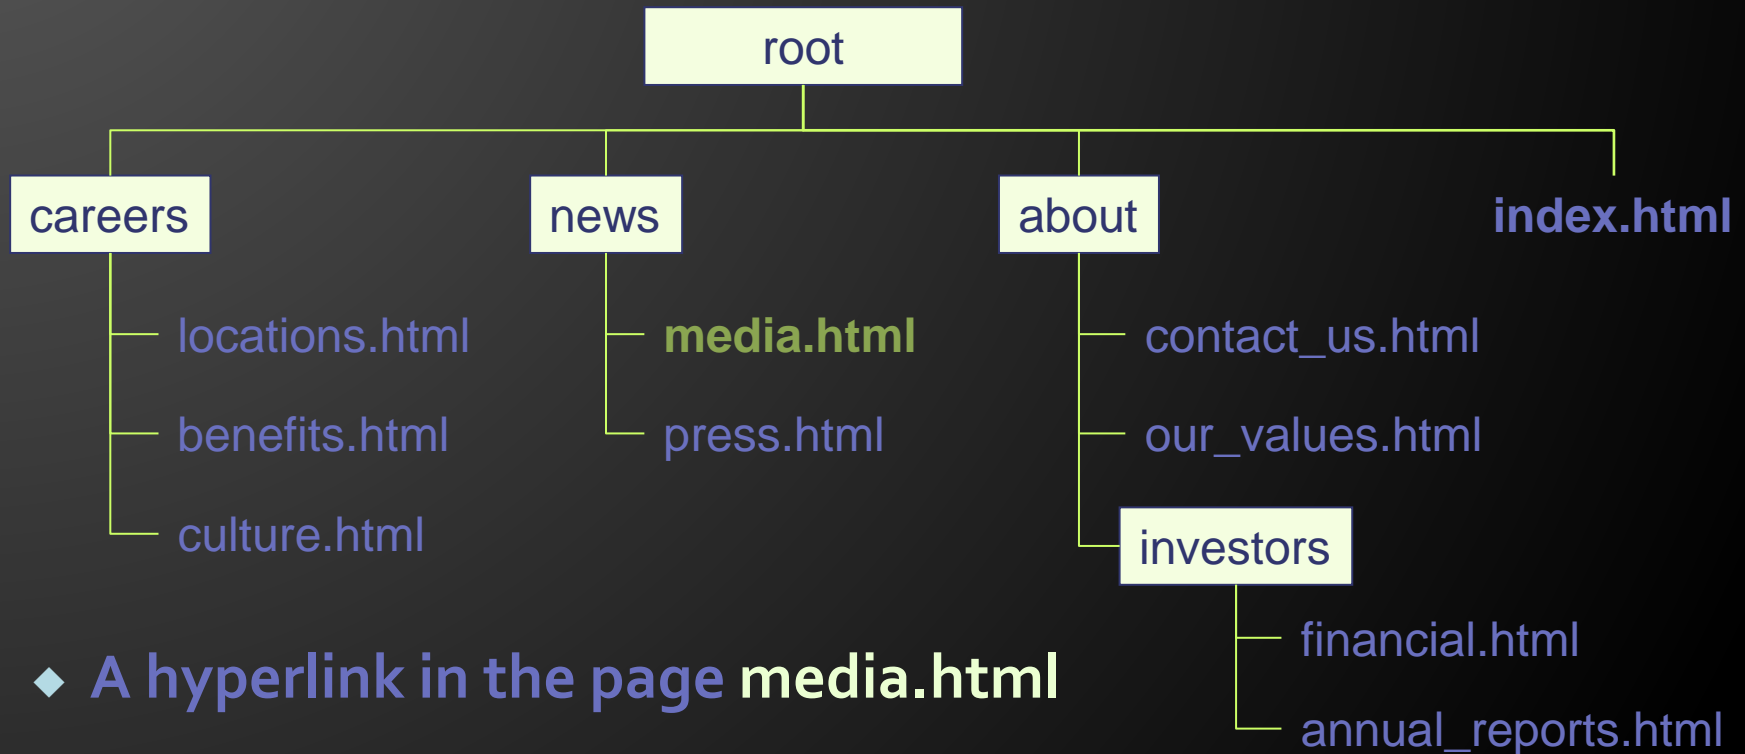 root
careers
news
about
index.html
locations.html
media.html
contact_us.html
benefits.html
press.html
our_values.html
culture.html
investors
financial.html
A hyperlink in the page media.html
annual_reports.html